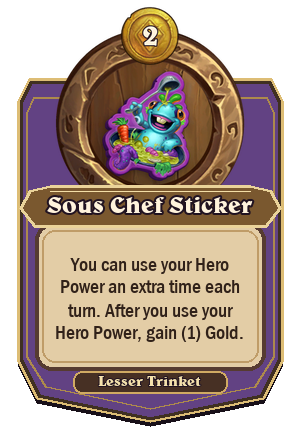 2
Sous Chef Sticker
You can use your Hero
Power an extra time each
turn. After you use your
Hero Power, gain (1) Gold.
Lesser Trinket